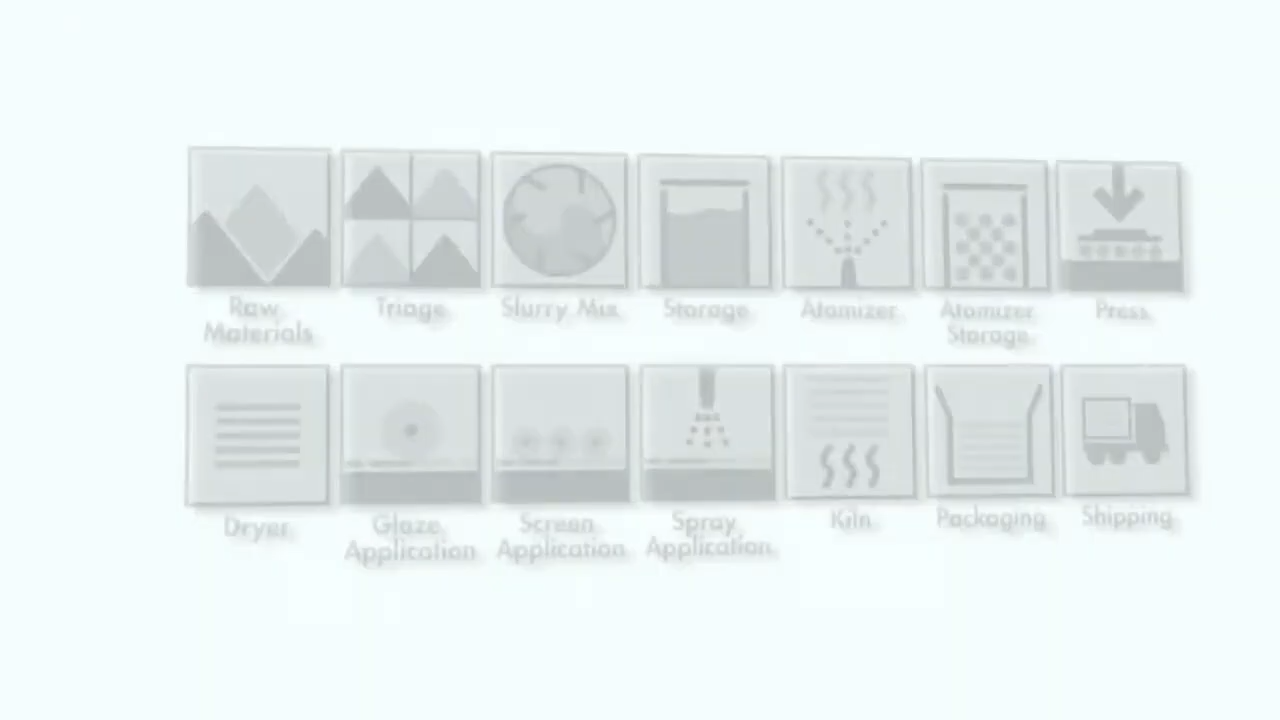 Raw
Materials
Triage
Slurry Mix
Storage
Atomizer
Atomizer
Storage
Press
Dryer
Glaze
Application
Screen
Application
Spray
Application
Kiln
Packaging
Shipping